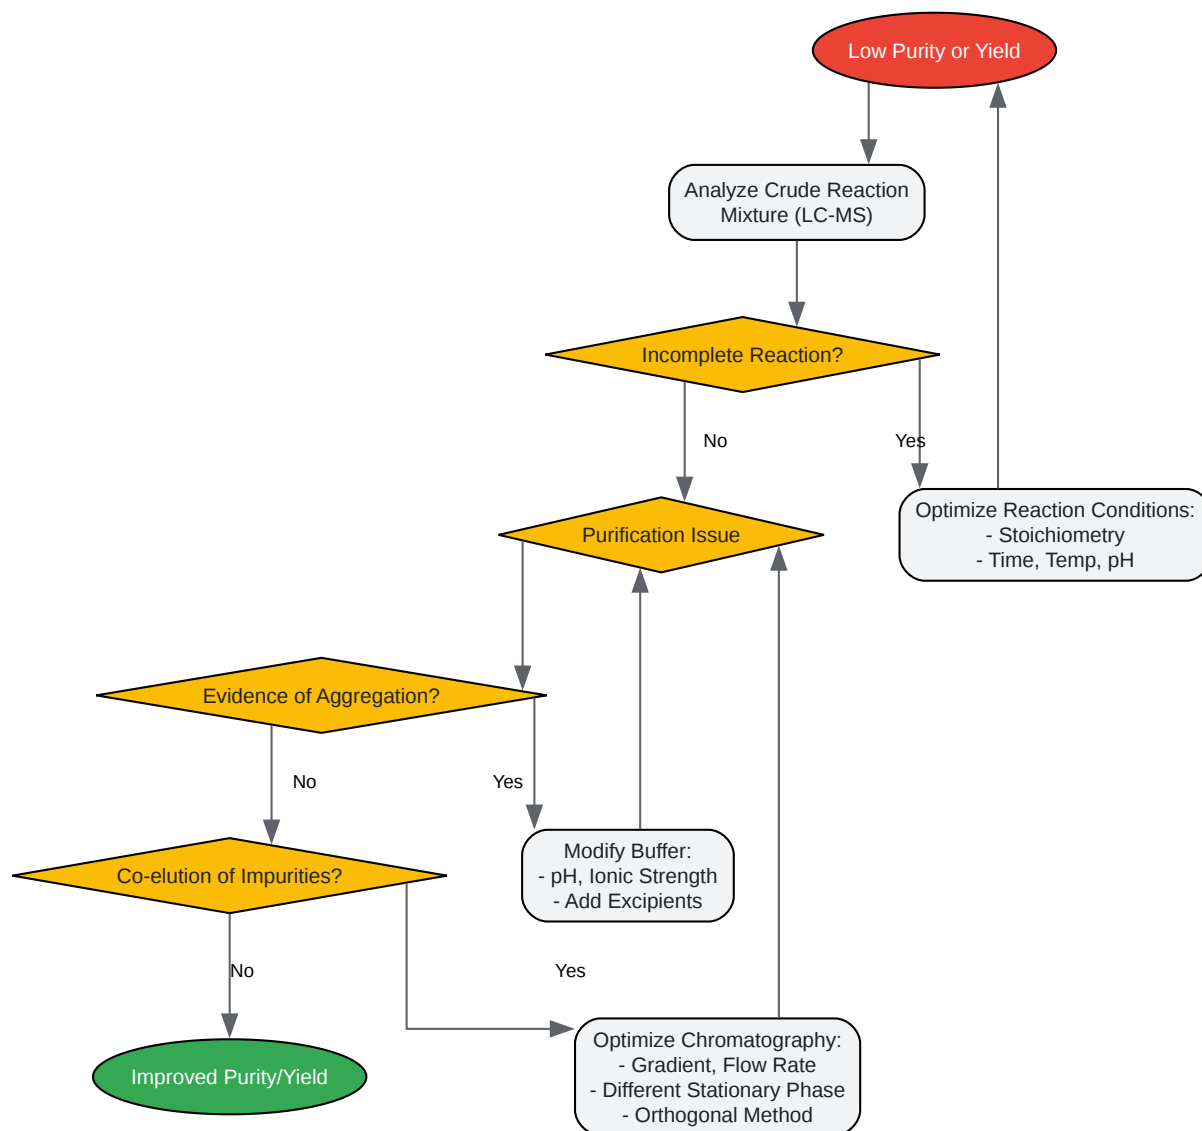 Low Purity or Yield
Analyze Crude Reaction
Mixture (LC-MS)
Incomplete Reaction?
No
Yes
Optimize Reaction Conditions:
- Stoichiometry
- Time, Temp, pH
Purification Issue
Evidence of Aggregation?
No
Yes
Modify Buffer:
- pH, Ionic Strength
- Add Excipients
Co-elution of Impurities?
No
Yes
Optimize Chromatography:
- Gradient, Flow Rate
- Different Stationary Phase
- Orthogonal Method
Improved Purity/Yield